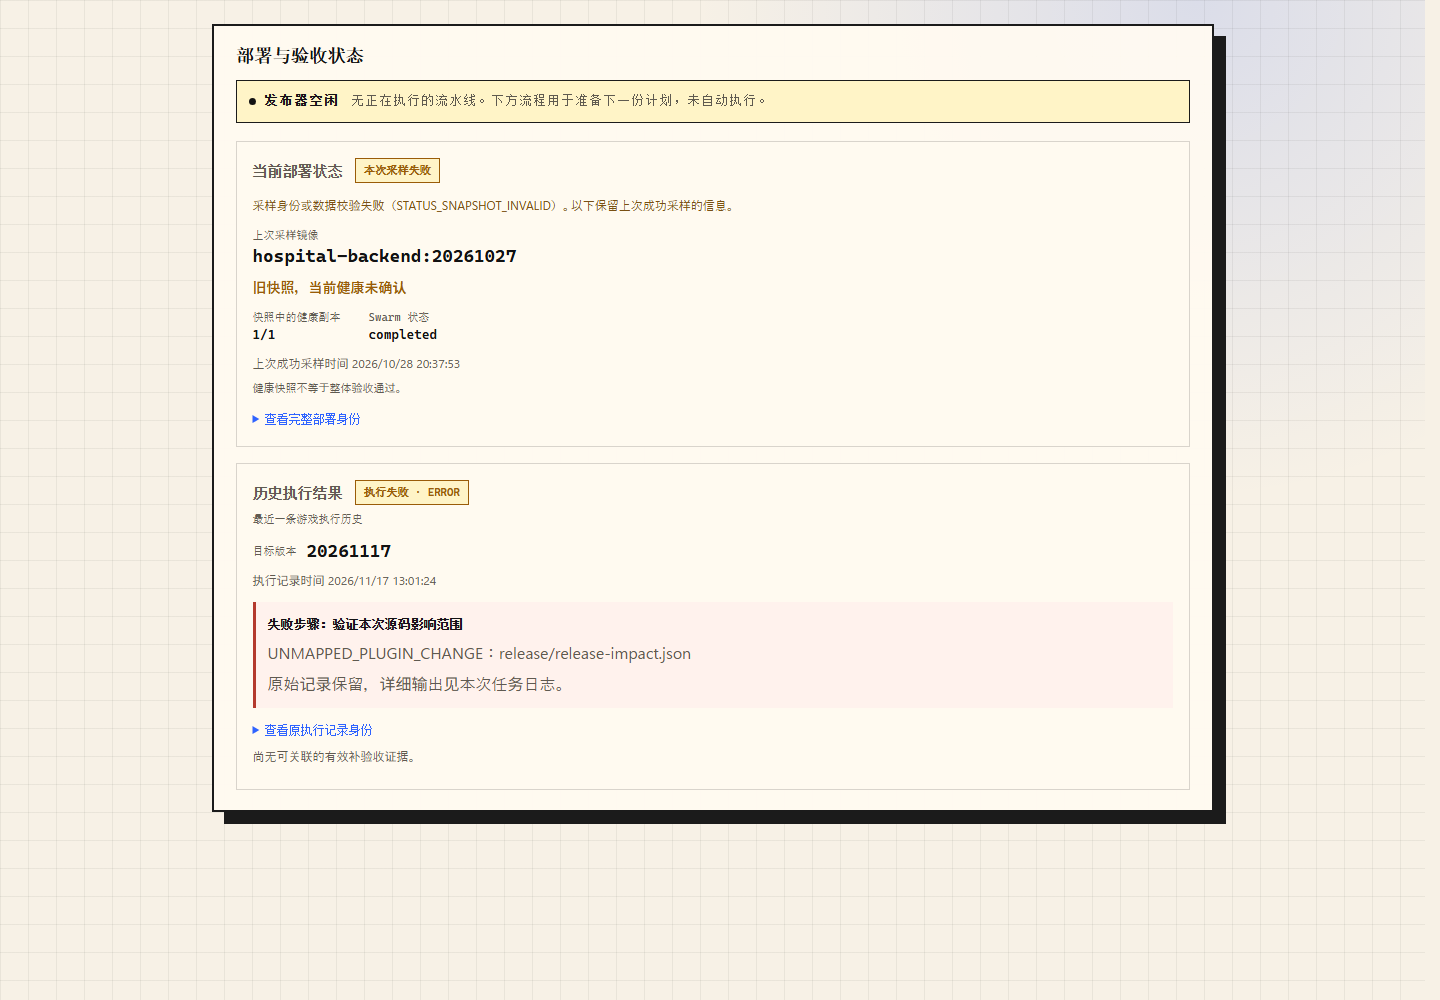 部署与验收状态
发布器空闲 无正在执行的流水线。下方流程用于准备下一份计划，未自动执行。
当前部署状态 本次采样失败
采样身份或数据校验失败（STATUS_SNAPSHOT_INVALID）。以下保留上次成功采样的信息。
上次采样镜像
hospital-backend:20261027
旧快照，当前健康未确认
快照中的健康副本 Swarm 状态
1/1 completed
上次成功采样时间 2026/10/28 20:37:53
健康快照不等于整体验收通过。
▶ 查看完整部署身份
历史执行结果 执行失败 · ERROR
最近一条游戏执行历史
目标版本 20261117
执行记录时间 2026/11/17 13:01:24
失败步骤：验证本次源码影响范围
UNMAPPED_PLUGIN_CHANGE：release/release-impact.json
原始记录保留，详细输出见本次任务日志。
▶ 查看原执行记录身份
尚无可关联的有效补验收证据。